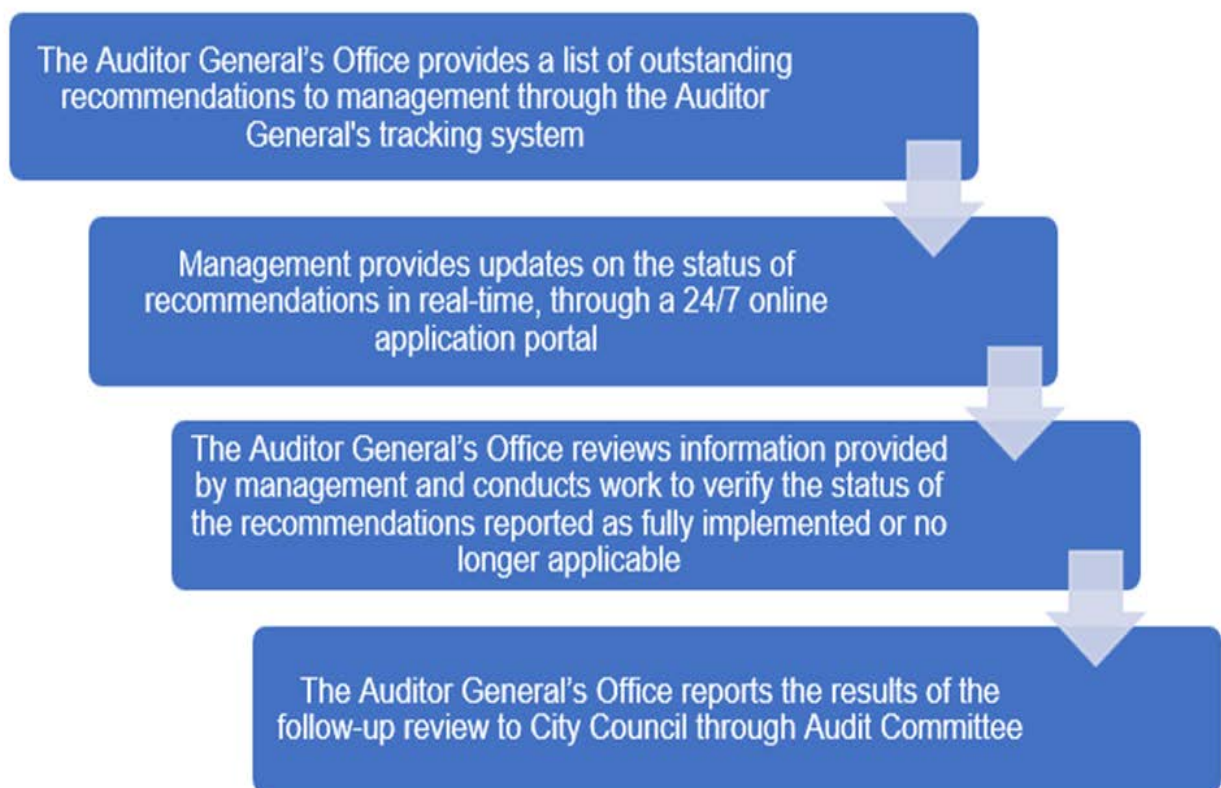 The Auditor General’s Office provides a list of outstanding
recommendations to management through the Auditor
General's tracking system
Management provides updates on the status of
recommendations in real-time, through a 24/7 online
application portal
The Auditor General’s Office reviews information provided
by management and conducts work to verify the status of
the recommendations reported as fully implemented or no
longer applicable
The Auditor General’s Office reports the results of the
follow-up review to City Council through Audit Committee